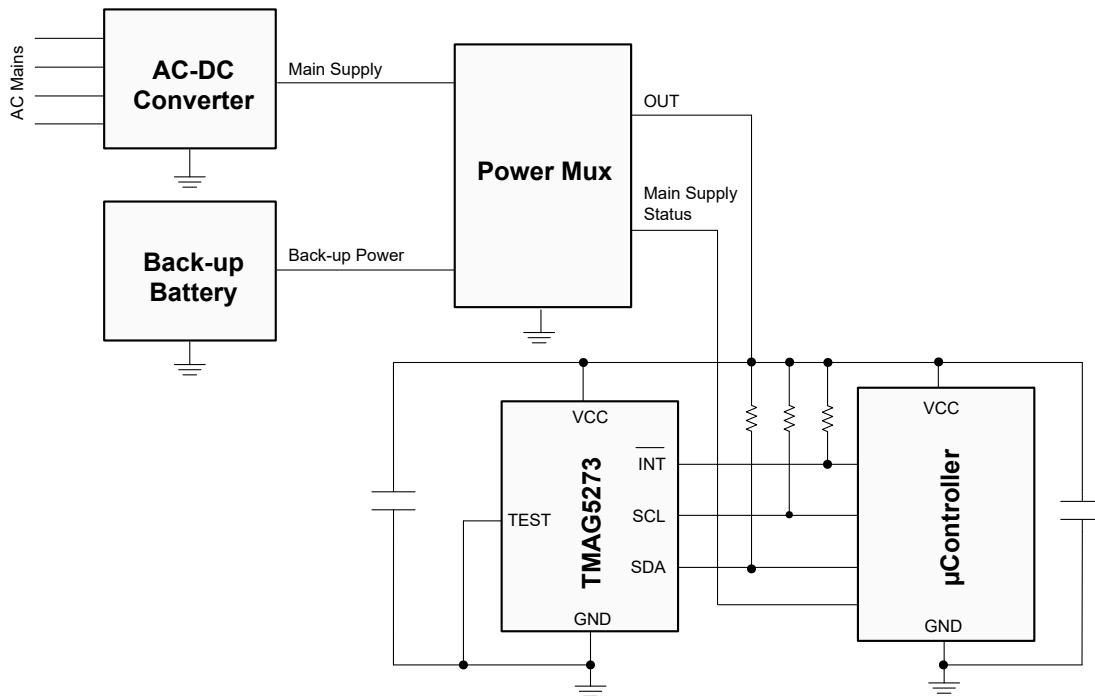 AC Mains
AC-DC
Converter
Main Supply
Back-up
Battery
Back-up Power
Power Mux
OUT
Main Supply
Status
VCC
TEST
TMAG5273
INT
SCL
SDA
GND
VCC
µController
GND